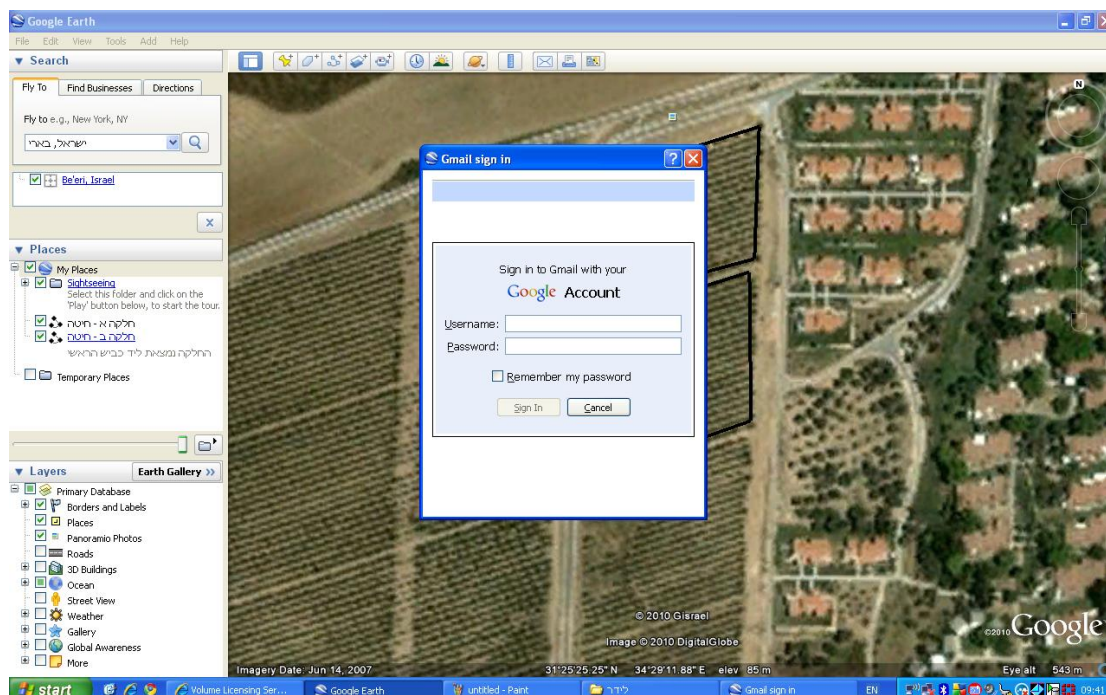 Google Earth
File Edit View Tools Add Help
Search
Fly To Find Businesses Directions
Fly to e.g., New York, NY
ישראל, בארי
Be'eri, Israel
Places
My Places
Sightseeing
Select this folder and click on the
'Play' button below, to start the tour.
חלקה א - חיטה
חלקה ב - חיטה
החלקה נמצאת ליד כביש הראשי
Temporary Places
Layers Earth Gallery >>
Primary Database
Borders and Labels
Places
Panoramio Photos
Roads
3D Buildings
Ocean
Street View
Weather
Gallery
Global Awareness
More
N
Gmail sign in
Sign in to Gmail with your
Google Account
Username:
Password:
Remember my password
Sign In Cancel
© 2010 Gisrael
Image © 2010 DigitalGlobe
©2010 Google
Imagery Date: Jun 14, 2007 31°25'25.25" N 34°29'11.88" E elev 85 m Eye alt 543 m
start Volume Licensing Ser... Google Earth untitled - Paint לידר Gmail sign in EN 09:41